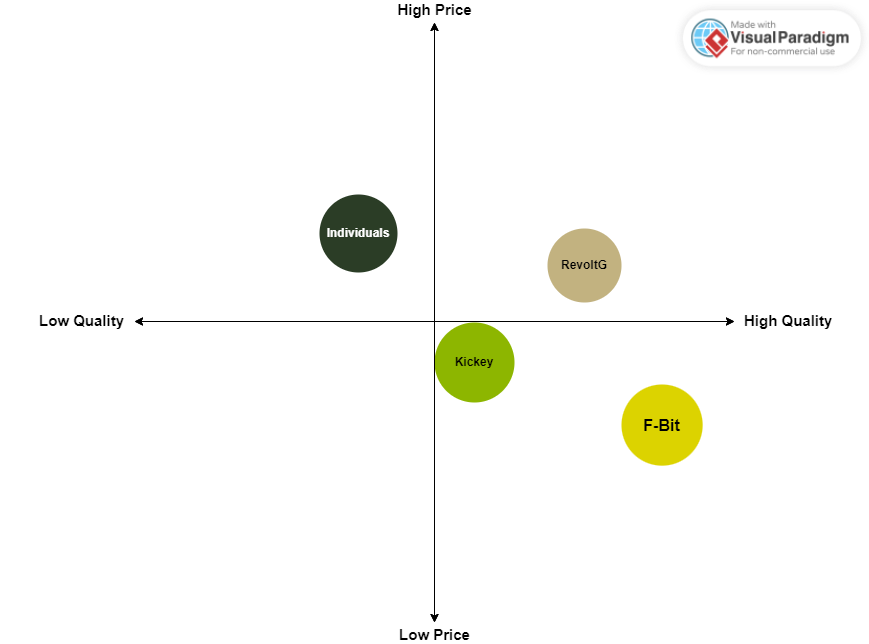 High Price
Made with
Visual Paradigm
For non-commercial use
Individuals
RevoltG
Low Quality
High Quality
Kickey
F-Bit
Low Price